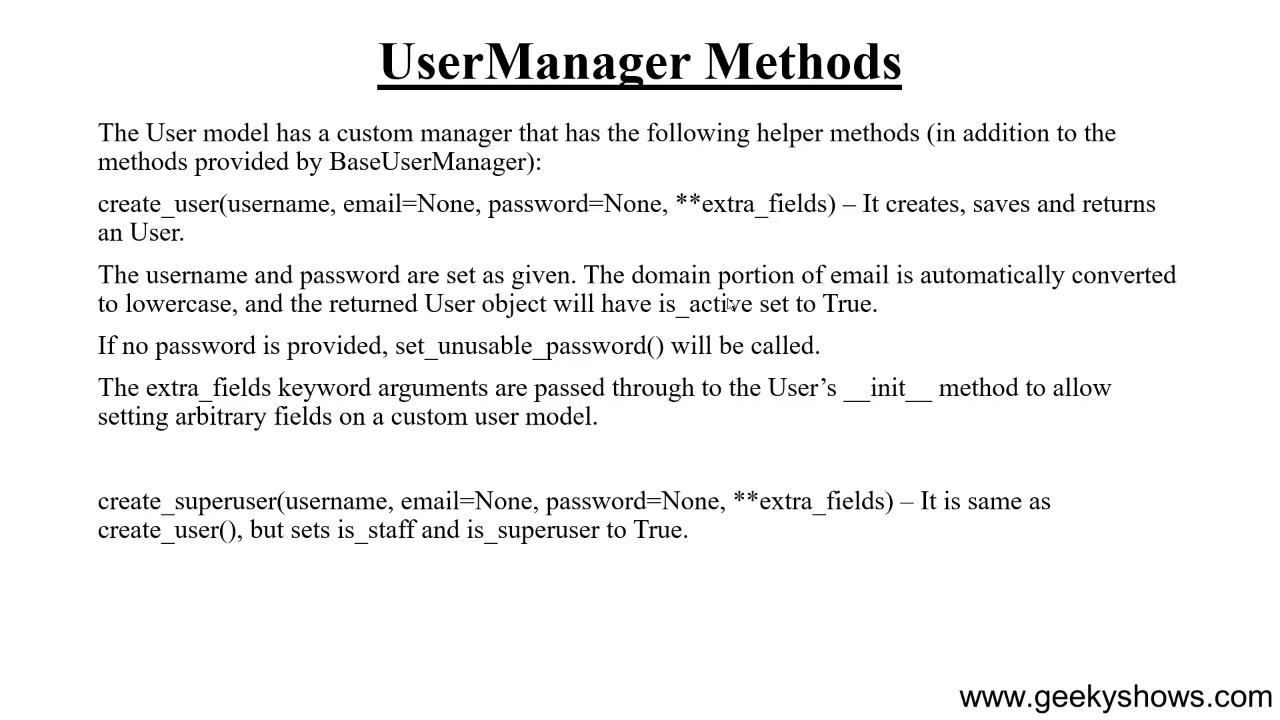 UserManager Methods
The User model has a custom manager that has the following helper methods (in addition to the
methods provided by BaseUserManager):
create_user(username, email=None, password=None, **extra_fields) – It creates, saves and returns
an User.
The username and password are set as given. The domain portion of email is automatically converted
to lowercase, and the returned User object will have is_active set to True.
If no password is provided, set_unusable_password() will be called.
The extra_fields keyword arguments are passed through to the User’s __init__ method to allow
setting arbitrary fields on a custom user model.
create_superuser(username, email=None, password=None, **extra_fields) – It is same as
create_user(), but sets is_staff and is_superuser to True.
www.geekyshows.com